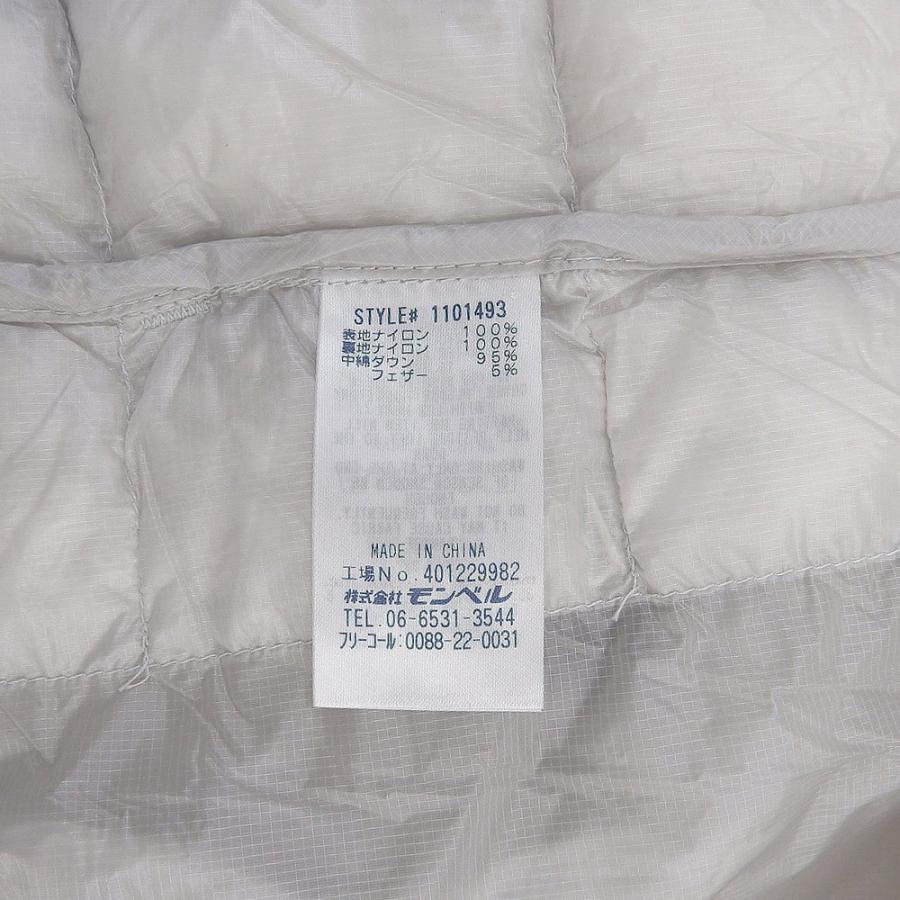 STYLE# 1101493
表地ナイロン 100%
裏地ナイロン 100%
中綿ダウン 95%
フェザー 5%
MADE IN CHINA
工場No.401229982
株式会社モンベル
TEL.06-6531-3544
フリーコール:0088-22-0031